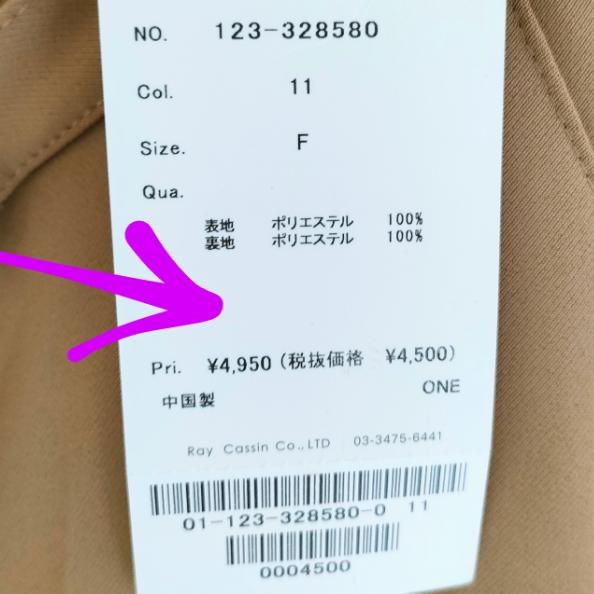 NO. 123-328580
Col. 11
Size. F
Qua.
表地 ポリエステル 100%
裏地 ポリエステル 100%
Pri. ¥4,950 (税抜価格 ¥4,500)
中国製 ONE
Ray Cassin Co.,LTD 03-3475-6441
01-123-328580-0 11
0004500